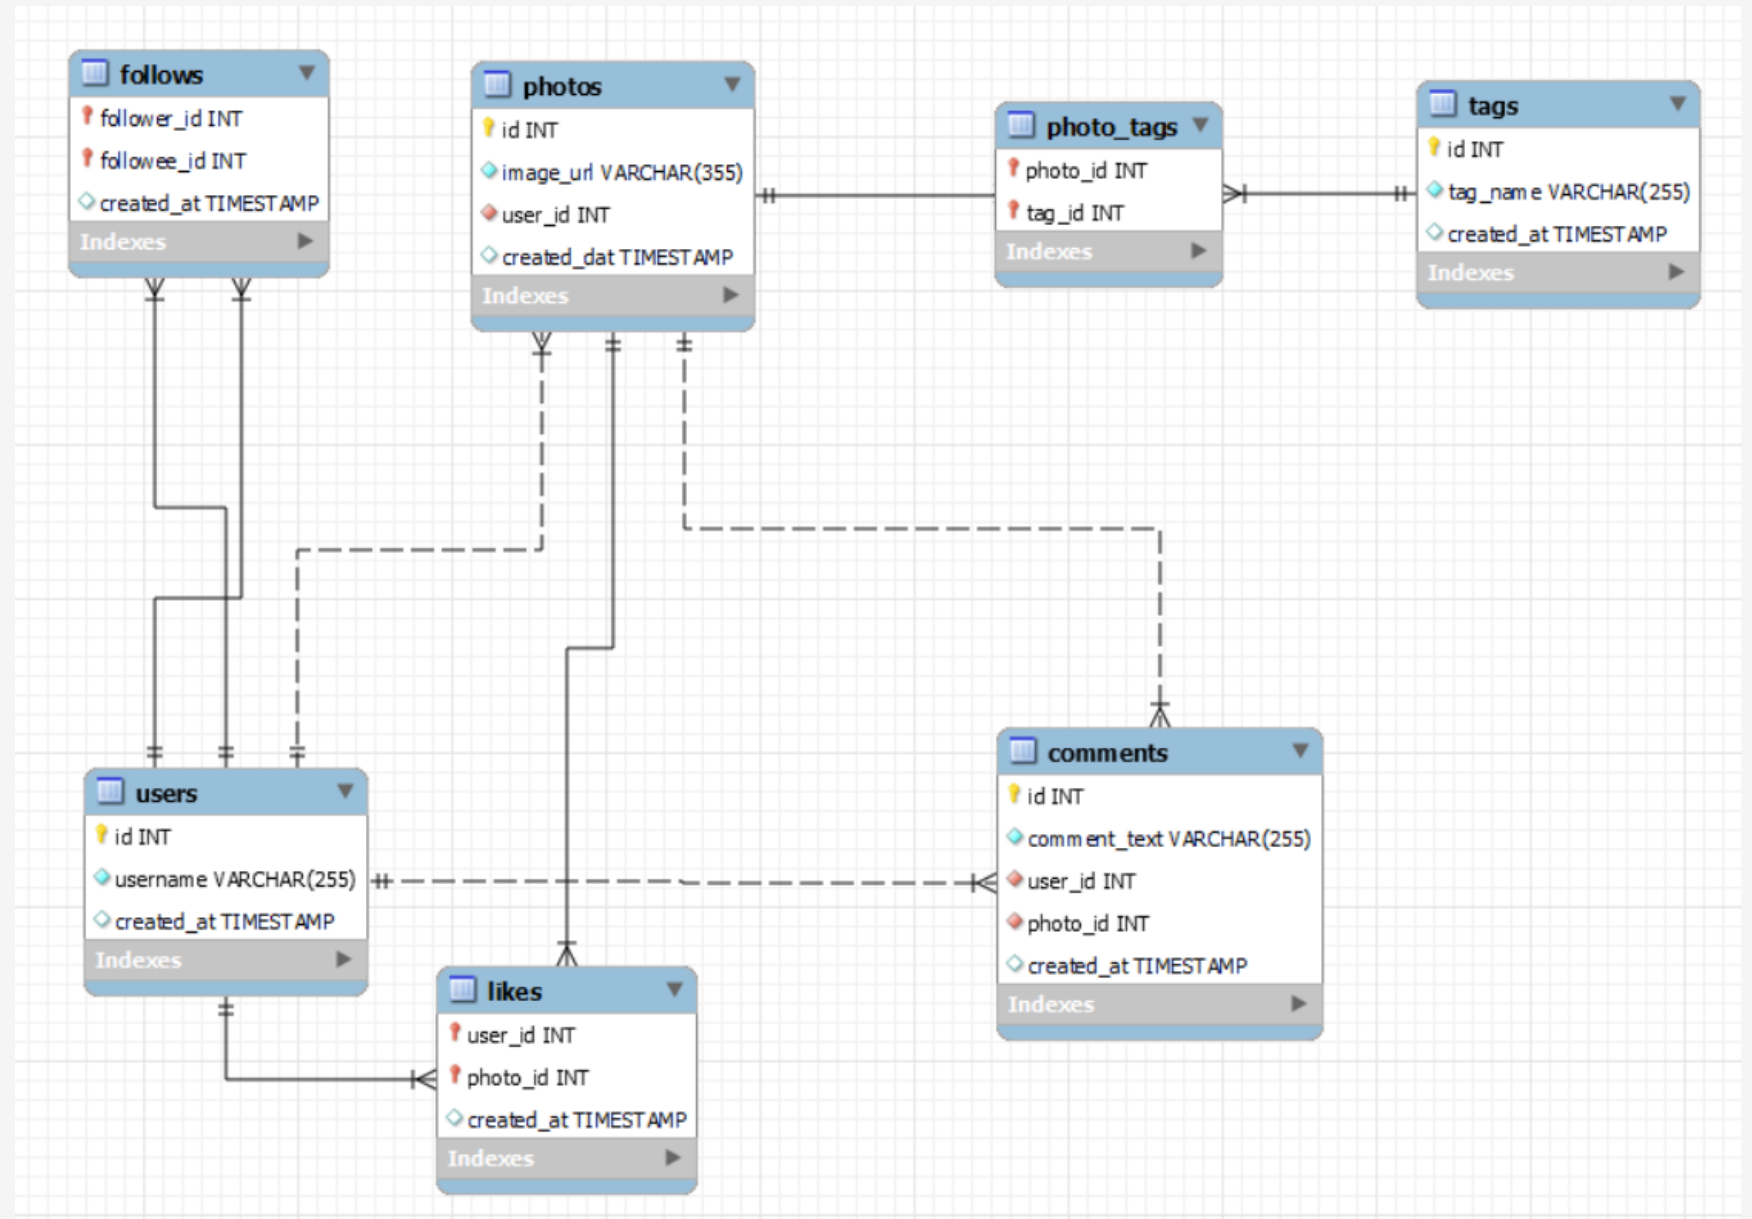 follows
follower_id INT
followee_id INT
created_at TIMESTAMP
Indexes
photos
id INT
image_url VARCHAR(355)
user_id INT
created_dat TIMESTAMP
Indexes
photo_tags
photo_id INT
tag_id INT
Indexes
tags
id INT
tag_name VARCHAR(255)
created_at TIMESTAMP
Indexes
users
id INT
username VARCHAR(255)
created_at TIMESTAMP
Indexes
likes
user_id INT
photo_id INT
created_at TIMESTAMP
Indexes
comments
id INT
comment_text VARCHAR(255)
user_id INT
photo_id INT
created_at TIMESTAMP
Indexes